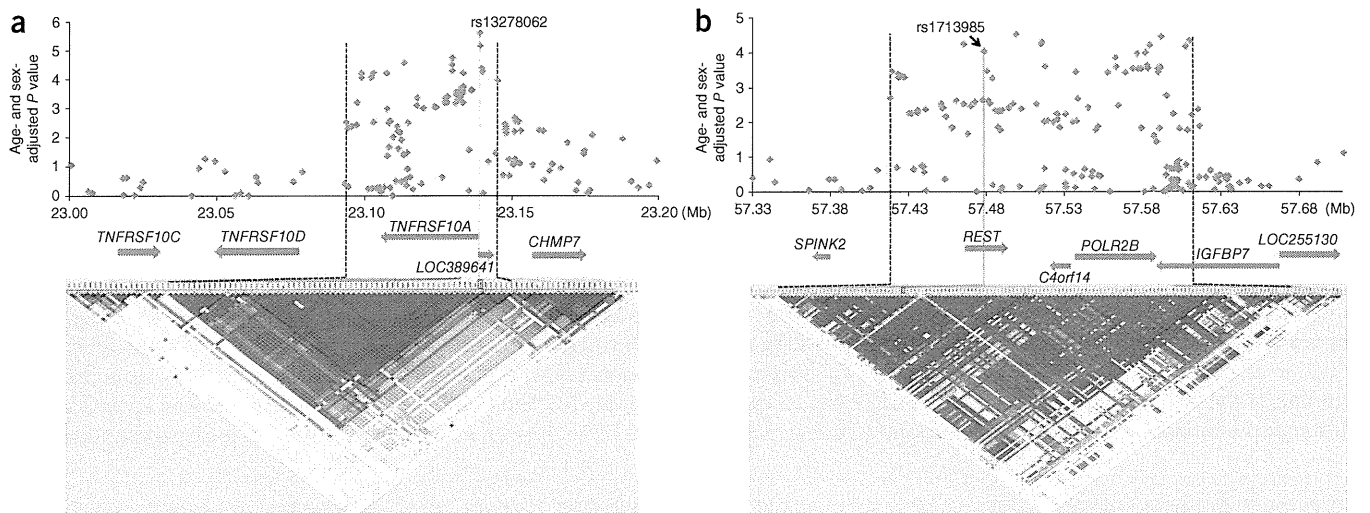 a
rs13278062
Age- and sex-
adjusted P value
6
5
4
3
2
1
0
23.00
23.05
23.10
23.15
23.20 (Mb)
TNFRSF10C
TNFRSF10D
TNFRSF10A
CHMP7
LOC389641
b
rs1713985
Age- and sex-
adjusted P value
5
4
3
2
1
0
57.33
57.38
57.43
57.48
57.53
57.58
57.63
57.68
(Mb)
SPINK2
REST
POLR2B
IGFBP7
LOC255130
C4orf14